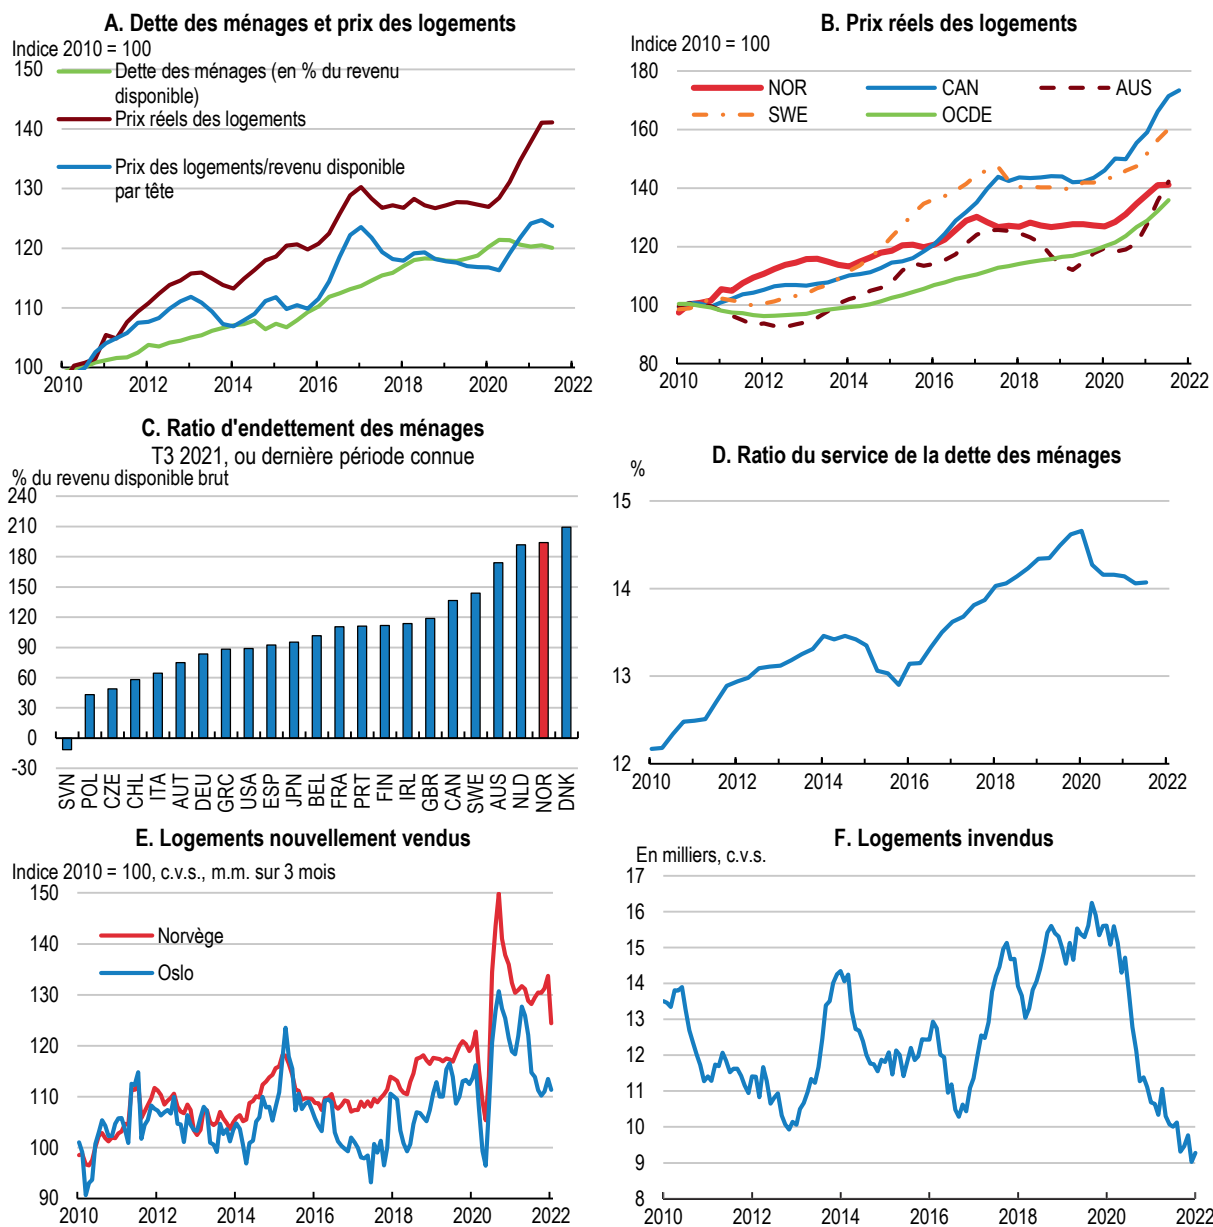 A. Dette des ménages et prix des logements
Indice 2010 = 100
150
140
130
120
110
100
Dette des ménages (en % du revenu
disponible)
Prix réels des logements
Prix des logements/revenu disponible
par tête
2010 2012 2014 2016 2018 2020 2022
B. Prix réels des logements
Indice 2010 = 100
180
160
140
120
100
80
NOR CAN AUS
SWE OCDE
2010 2012 2014 2016 2018 2020 2022
C. Ratio d'endettement des ménages
T3 2021, ou dernière période connue
% du revenu disponible brut
240
210
180
150
120
90
60
30
0
-30
SVN POL CZE CHL ITA AUT DEU GRC USA ESP JPN BEL FRA PRT FIN IRL GBR CAN SWE AUS NLD NOR DNK
D. Ratio du service de la dette des ménages
%
15
14
13
12
2010 2012 2014 2016 2018 2020 2022
E. Logements nouvellement vendus
Indice 2010 = 100, c.v.s., m.m. sur 3 mois
150
140
130
120
110
100
90
Norvège
Oslo
2010 2012 2014 2016 2018 2020 2022
F. Logements invendus
En milliers, c.v.s.
17
16
15
14
13
12
11
10
9
8
2010 2012 2014 2016 2018 2020 2022